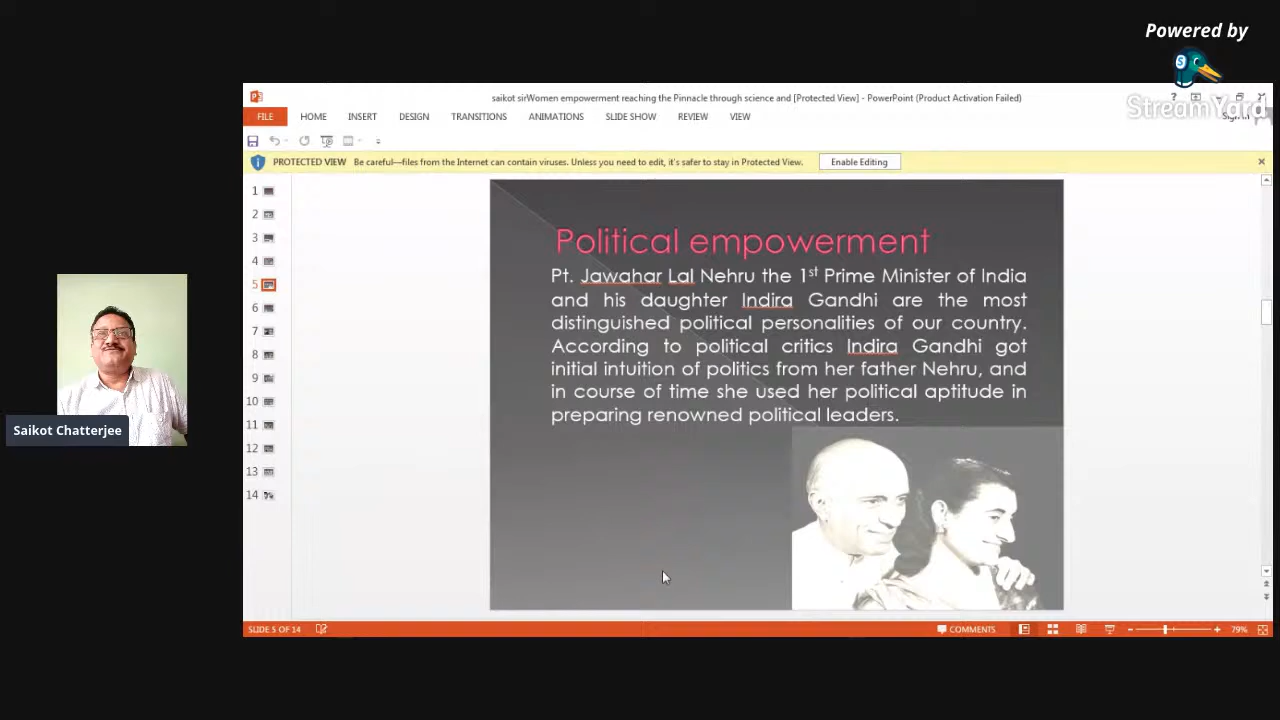 Powered by
StreamYard
saikot sirWomen empowerment reaching the Pinnacle through science and [Protected View] - PowerPoint (Product Activation Failed)
FILE HOME INSERT DESIGN TRANSITIONS ANIMATIONS SLIDE SHOW REVIEW VIEW Sign in
PROTECTED VIEW Be careful—files from the Internet can contain viruses. Unless you need to edit, it's safer to stay in Protected View. Enable Editing
1
2
3
4
5
6
7
8
9
10
11
12
13
14
Political empowerment
Pt. Jawahar Lal Nehru the 1st Prime Minister of India
and his daughter Indira Gandhi are the most
distinguished political personalities of our country.
According to political critics Indira Gandhi got
initial intuition of politics from her father Nehru, and
in course of time she used her political aptitude in
preparing renowned political leaders.
Saikot Chatterjee
SLIDE 5 OF 14 COMMENTS 79%